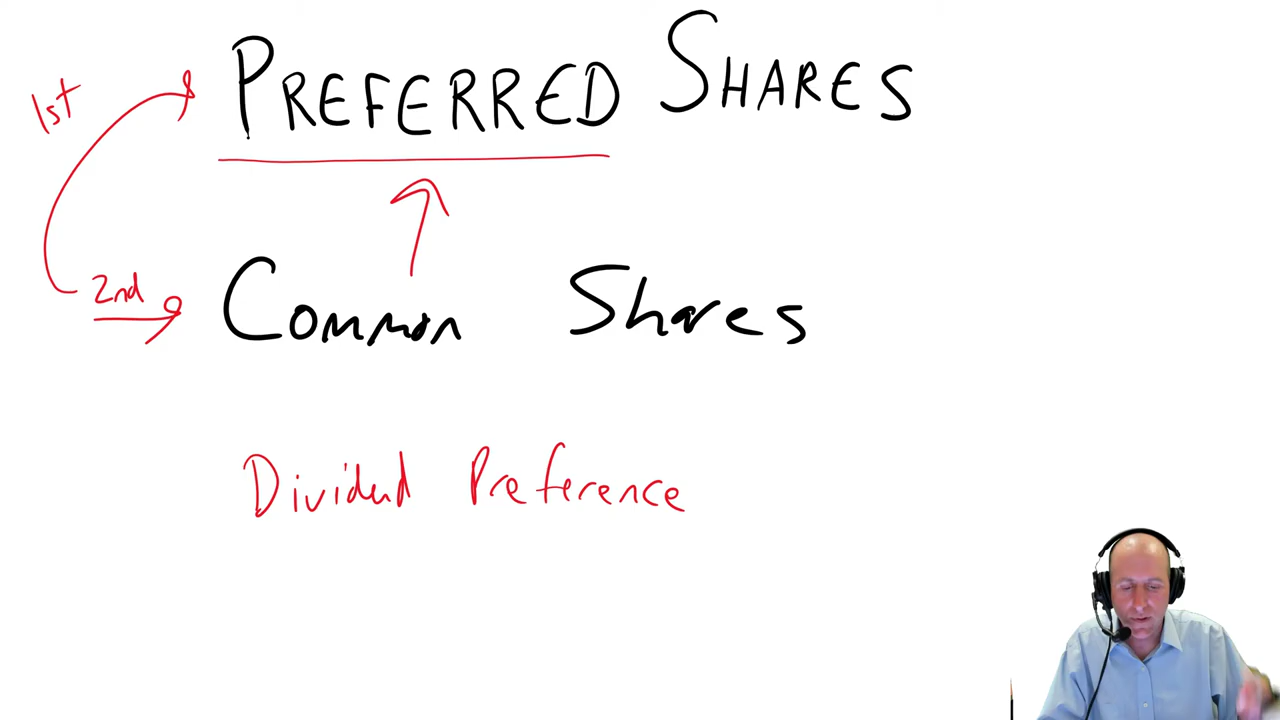 1st
PREFERRED SHARES
2nd
Common Shares
Dividend Preference